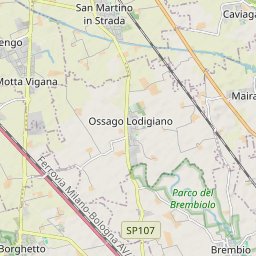 San Martino
in Strada
Caviaga
engo
Motta Vigana
Maira
Ossago Lodigiano
Ferrovia Milano-Bologna AV
Parco del
Brembiolo
SP107
Borghetto
Brembio